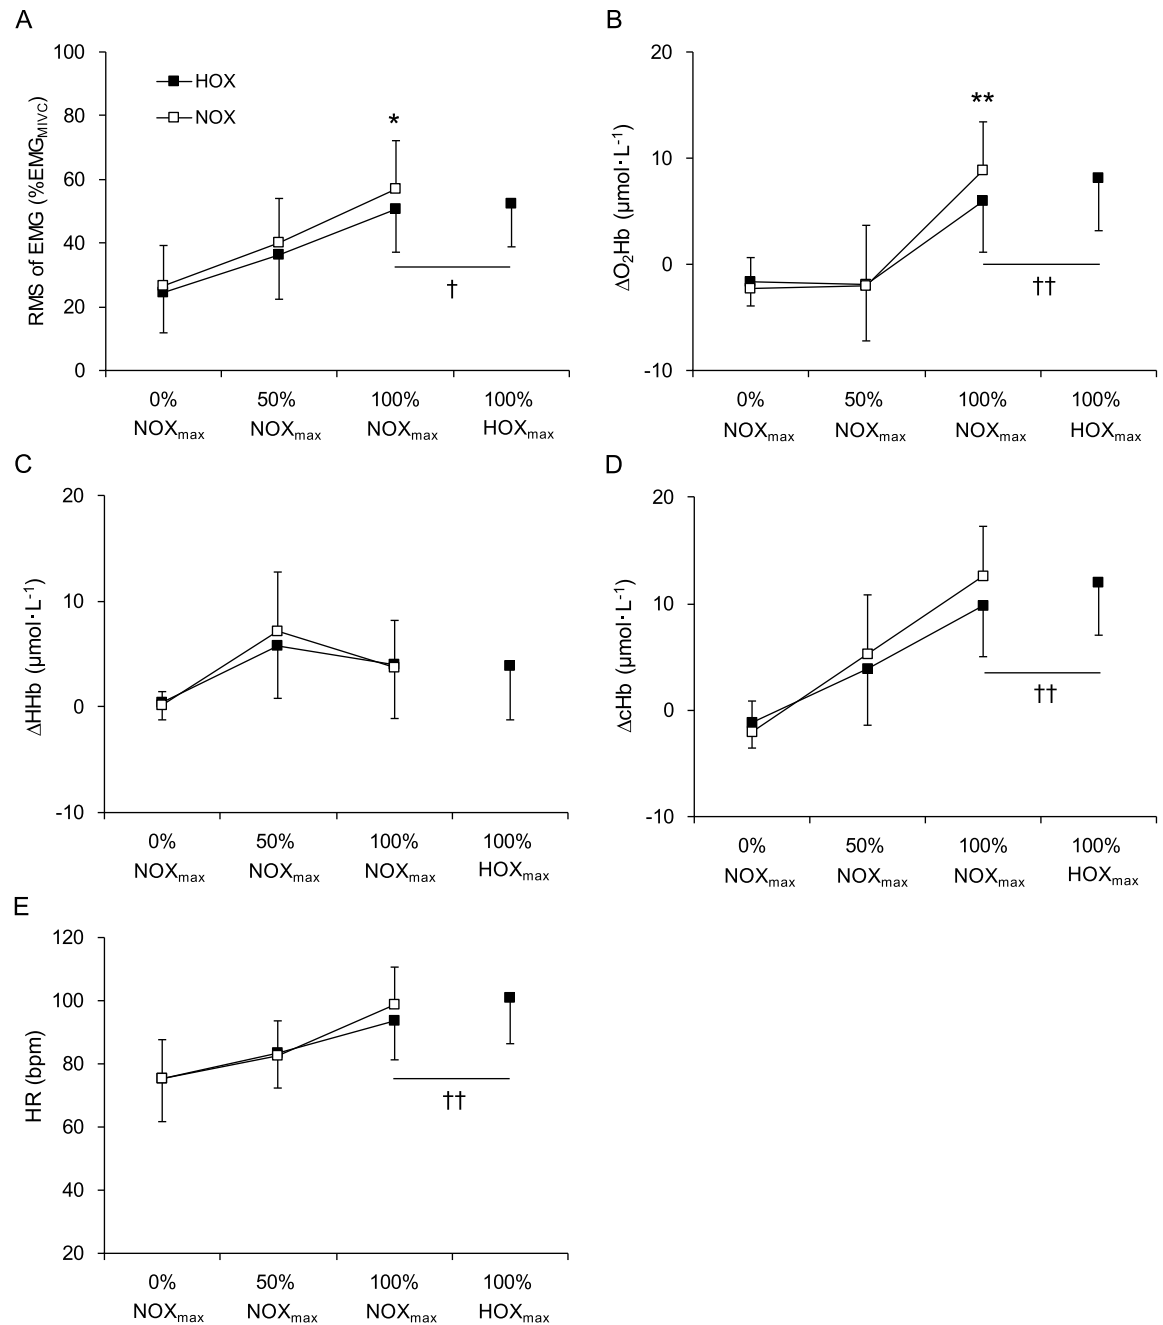 A
RMS of EMG (%EMG_MIVC)
100
80
60
40
20
0
HOX
NOX
*
†
0% 50% 100% 100%
NOXmax NOXmax NOXmax HOXmax
B
ΔO₂Hb (μmol·L⁻¹)
20
10
0
-10
**
††
0% 50% 100% 100%
NOXmax NOXmax NOXmax HOXmax
C
ΔHHb (μmol·L⁻¹)
20
10
0
-10
0% 50% 100% 100%
NOXmax NOXmax NOXmax HOXmax
D
ΔcHb (μmol·L⁻¹)
20
10
0
-10
††
0% 50% 100% 100%
NOXmax NOXmax NOXmax HOXmax
E
HR (bpm)
120
100
80
60
40
20
††
0% 50% 100% 100%
NOXmax NOXmax NOXmax HOXmax